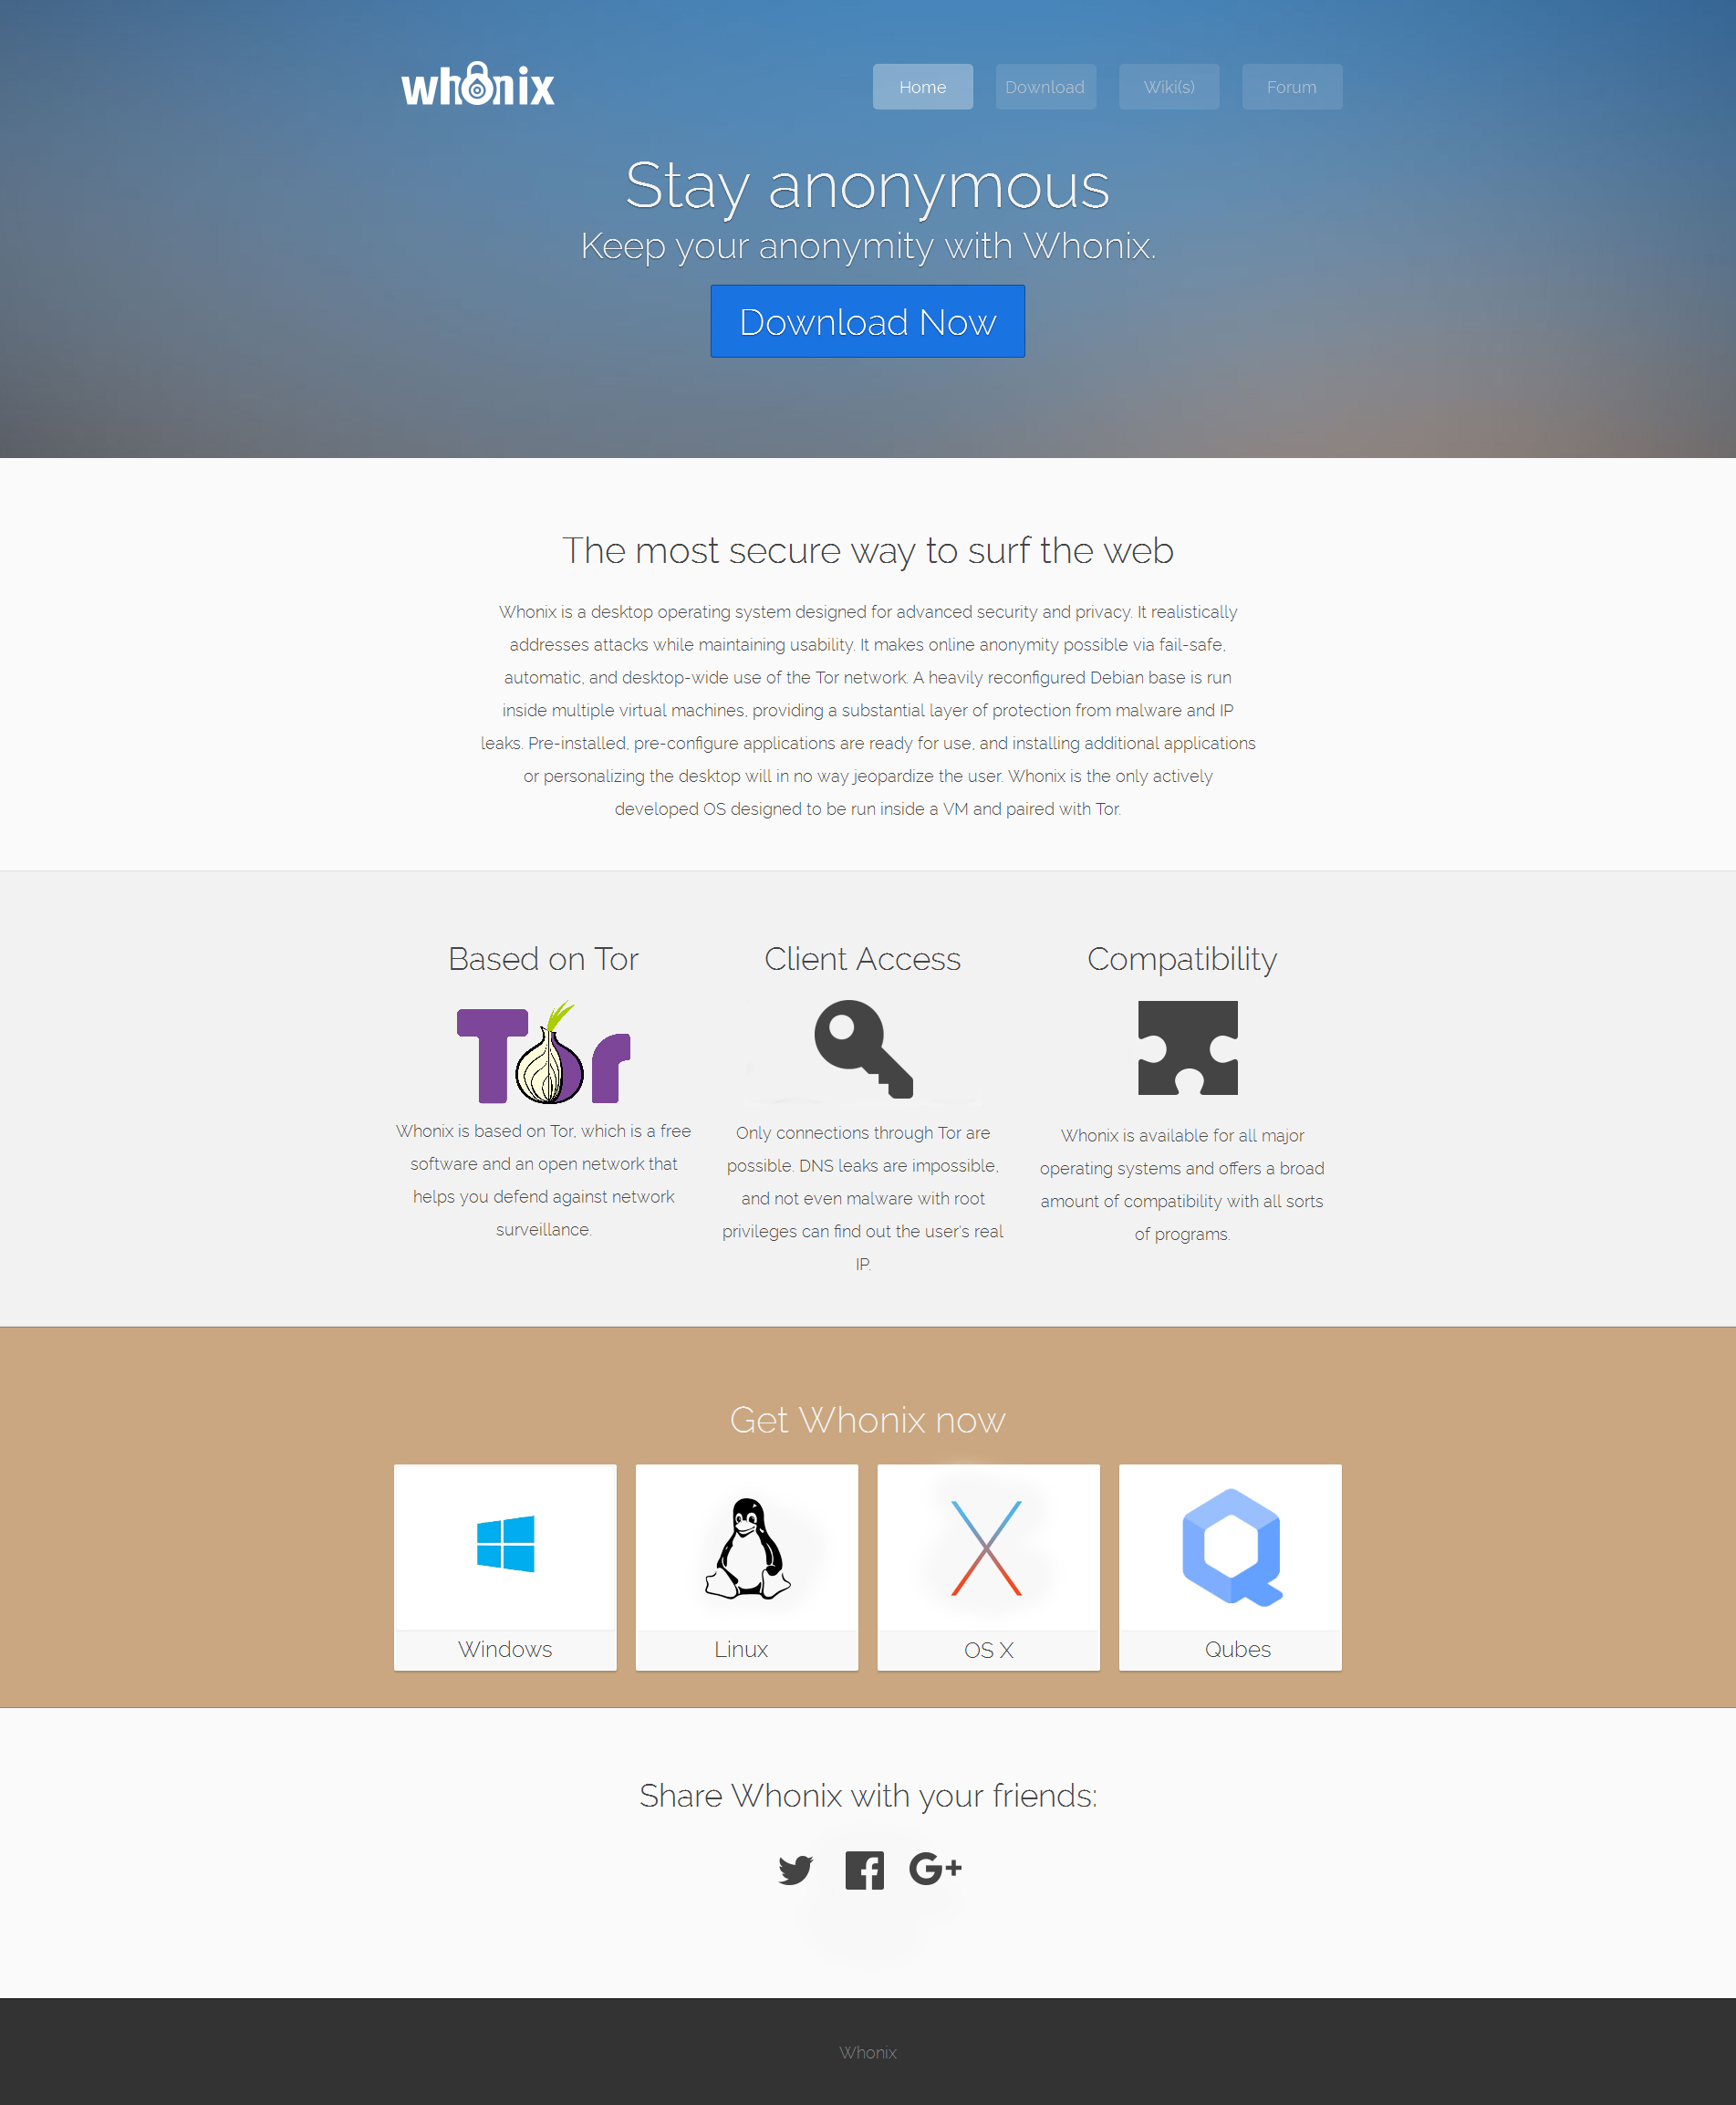 whonix
Home Download Wiki(s) Forum
Stay anonymous
Keep your anonymity with Whonix.
Download Now
The most secure way to surf the web
Whonix is a desktop operating system designed for advanced security and privacy. It realistically
addresses attacks while maintaining usability. It makes online anonymity possible via fail-safe,
automatic, and desktop-wide use of the Tor network. A heavily reconfigured Debian base is run
inside multiple virtual machines, providing a substantial layer of protection from malware and IP
leaks. Pre-installed, pre-configure applications are ready for use, and installing additional applications
or personalizing the desktop will in no way jeopardize the user. Whonix is the only actively
developed OS designed to be run inside a VM and paired with Tor.
Based on Tor
Tor
Whonix is based on Tor, which is a free
software and an open network that
helps you defend against network
surveillance.
Client Access
Only connections through Tor are
possible. DNS leaks are impossible,
and not even malware with root
privileges can find out the user's real
IP.
Compatibility
Whonix is available for all major
operating systems and offers a broad
amount of compatibility with all sorts
of programs.
Get Whonix now
Windows
Linux
OS X
Qubes
Share Whonix with your friends:
G+
Whonix